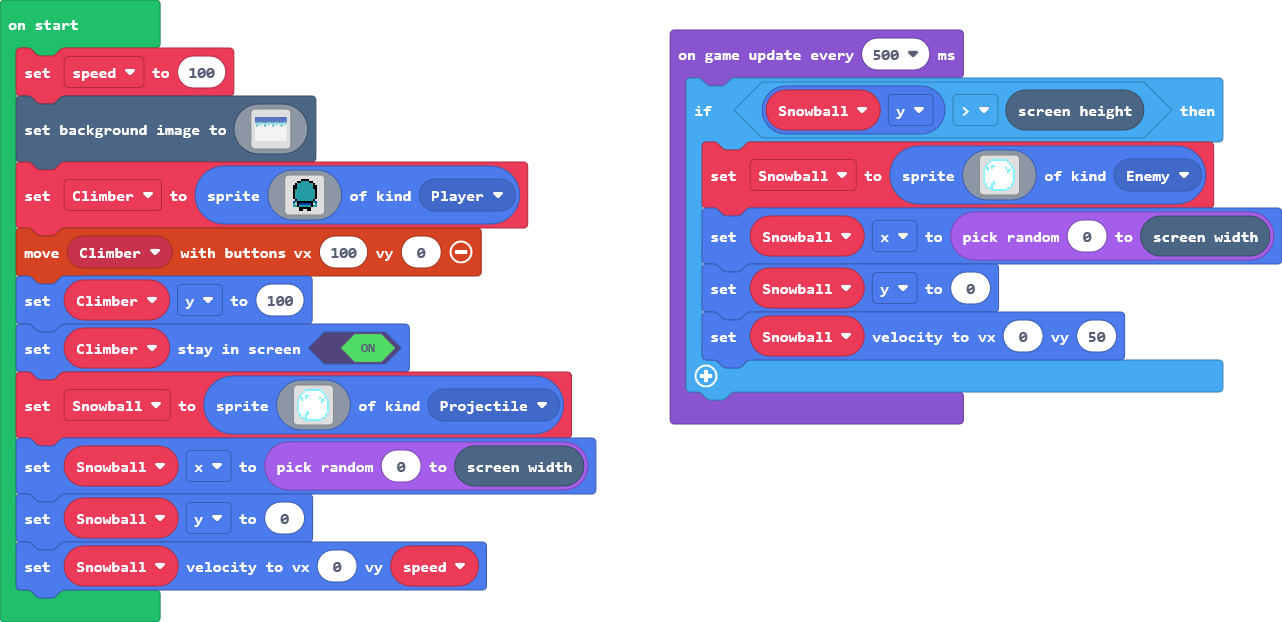 on start
set speed to 100
set background image to
set Climber to sprite of kind Player
move Climber with buttons vx 100 vy 0
set Climber y to 100
set Climber stay in screen ON
set Snowball to sprite of kind Projectile
set Snowball x to pick random 0 to screen width
set Snowball y to 0
set Snowball velocity to vx 0 vy speed
on game update every 500 ms
if Snowball y > screen height then
set Snowball to sprite of kind Enemy
set Snowball x to pick random 0 to screen width
set Snowball y to 0
set Snowball velocity to vx 0 vy 50